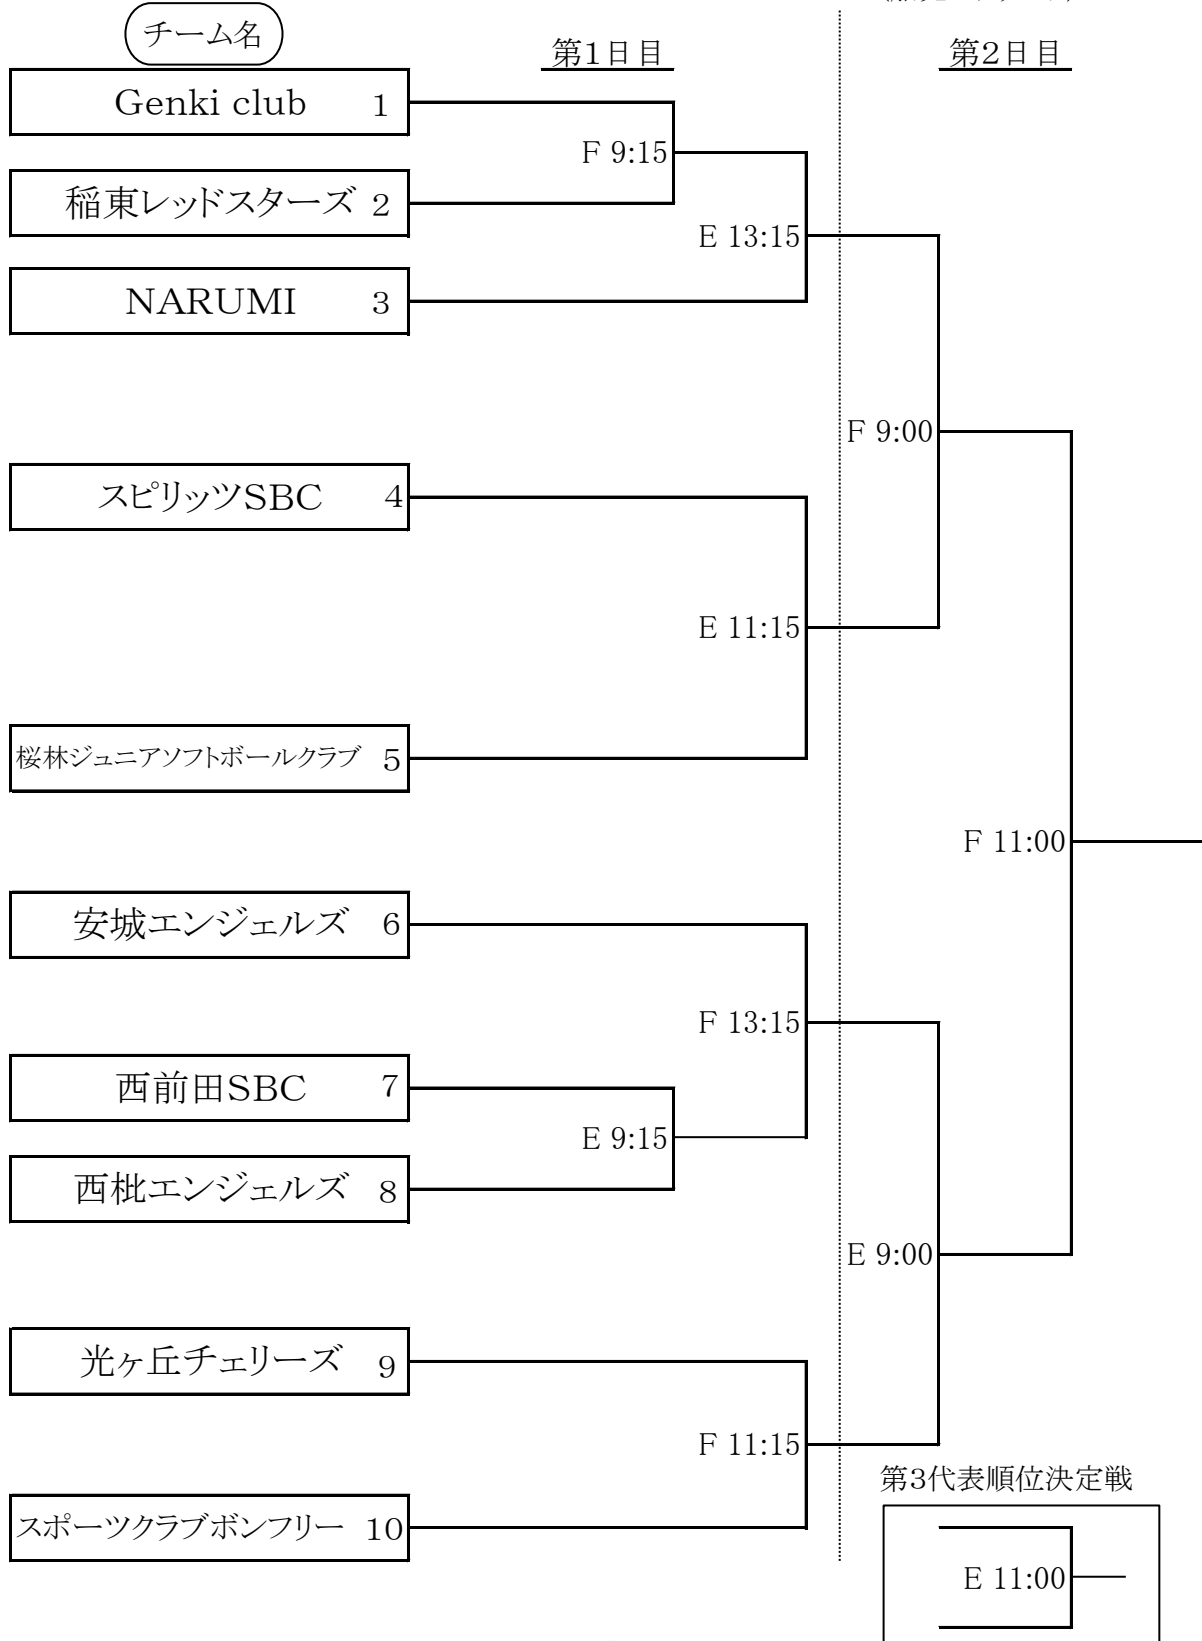 チーム名
第1日目
第2日目
Genki club 1
F 9:15
稲東レッドスターズ 2
E 13:15
NARUMI 3
F 9:00
スピリッツSBC 4
E 11:15
桜林ジュニアソフトボールクラブ 5
F 11:00
安城エンジェルズ 6
F 13:15
西前田SBC 7
E 9:15
西枇エンジェルズ 8
E 9:00
光ヶ丘チェリーズ 9
F 11:15
第3代表順位決定戦
スポーツクラブボンフリー 10
E 11:00